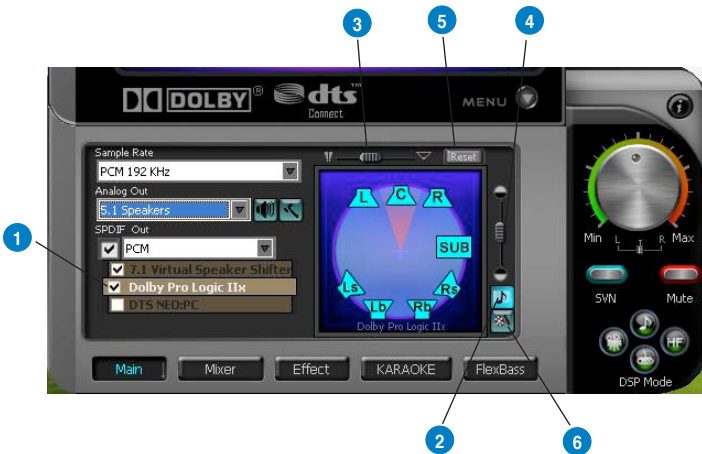 3
5
4
DOLBY®
dts™
Connect
MENU
i
Sample Rate
Reset
PCM 192 KHz
Analog Out
5.1 Speakers
L
C
R
SPDIF Out
PCM
SUB
Min
L T R
Max
1
7.1 Virtual Speaker Shifter
Dolby Pro Logic IIx
DTS NEO:PC
Ls
Rs
Lb
Rb
Dolby Pro Logic IIx
SVN
Mute
HF
DSP Mode
Main
Mixer
Effect
KARAOKE
FlexBass
2
6